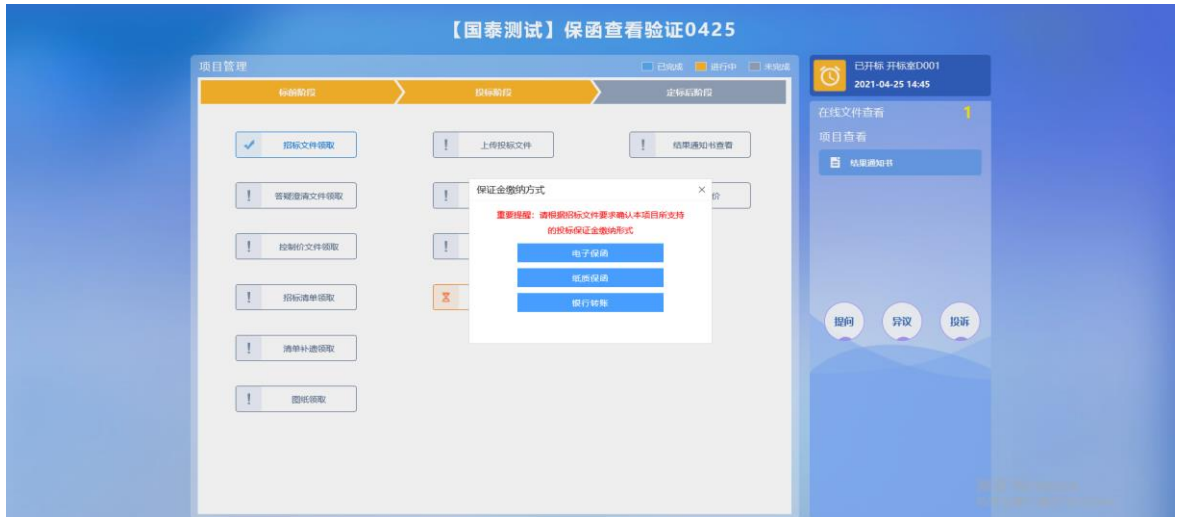 【国泰测试】保函查看验证0425
项目管理
已完成 进行中 未完成
标前阶段
投标阶段
定标后阶段
已开标 开标室D001
2021-04-25 14:45
在线文件查看 1
项目查看
结果通知书
! 招标文件领取
! 上传投标文件
! 结果通知书查看
! 答疑澄清文件领取
!
价
! 控制价文件领取
!
! 招标清单领取
! 清单补遗领取
! 图纸领取
保证金缴纳方式 ×
重要提醒：请根据招标文件要求确认本项目所支持
的投标保证金缴纳形式
电子保函
纸质保函
银行转账
提问 异议 投诉